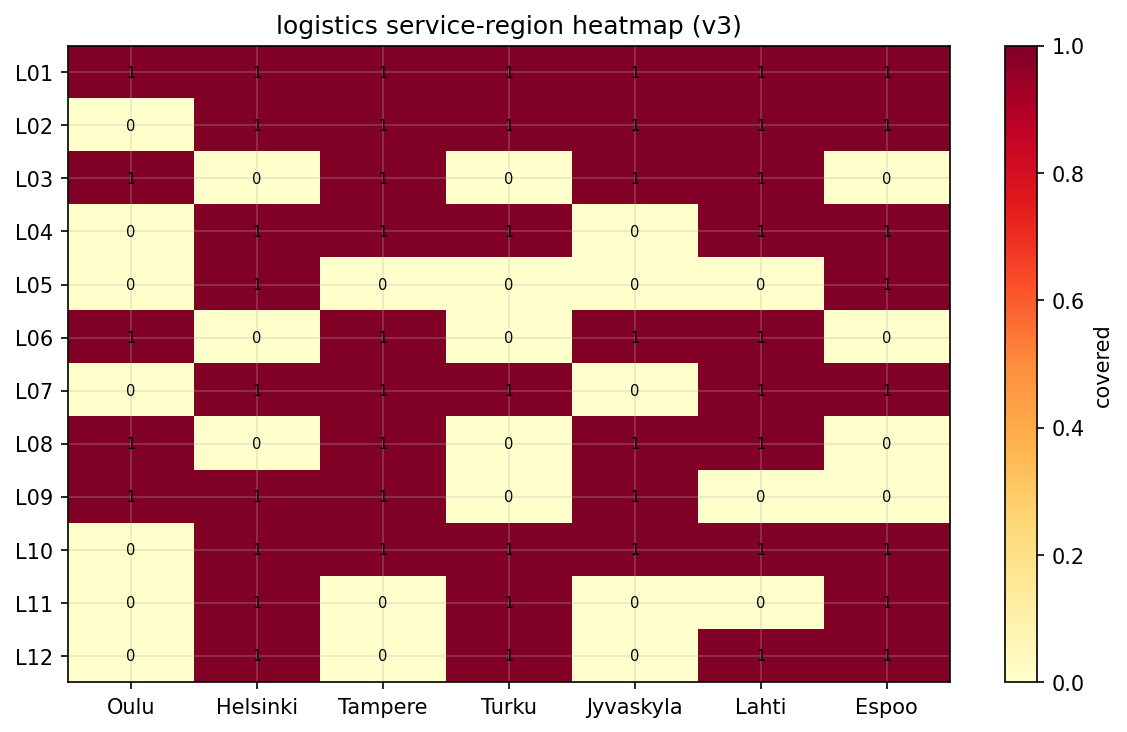 logistics service-region heatmap (v3)
L01 1 1 1 1 1 1 1
L02 0 1 1 1 1 1 1
L03 1 0 1 0 1 1 0
L04 0 1 1 1 0 1 1
L05 0 1 0 0 0 0 1
L06 1 0 1 0 1 1 0
L07 0 1 1 1 0 1 1
L08 1 0 1 0 1 1 0
L09 1 1 1 0 1 0 0
L10 0 1 1 1 1 1 1
L11 0 1 0 1 0 0 1
L12 0 1 0 1 0 1 1
Oulu Helsinki Tampere Turku Jyvaskyla Lahti Espoo
1.0
0.8
0.6
0.4
0.2
0.0
covered